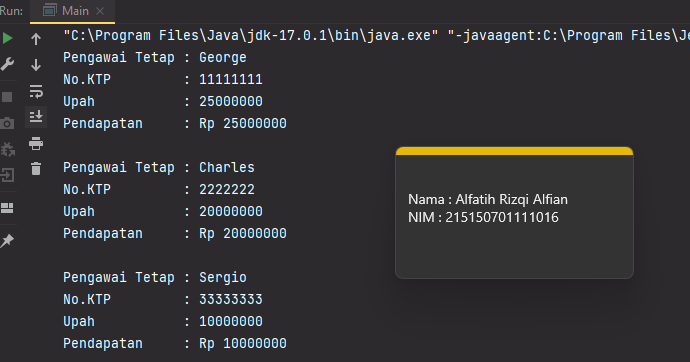 Run: Main
"C:\Program Files\Java\jdk-17.0.1\bin\java.exe" "-javaagent:C:\Program Files\Je
Pengawai Tetap : George
No.KTP : 11111111
Upah : 25000000
Pendapatan : Rp 25000000
Pengawai Tetap : Charles
No.KTP : 2222222
Upah : 20000000
Pendapatan : Rp 20000000
Pengawai Tetap : Sergio
No.KTP : 33333333
Upah : 10000000
Pendapatan : Rp 10000000
Nama : Alfatih Rizqi Alfian
NIM : 215150701111016